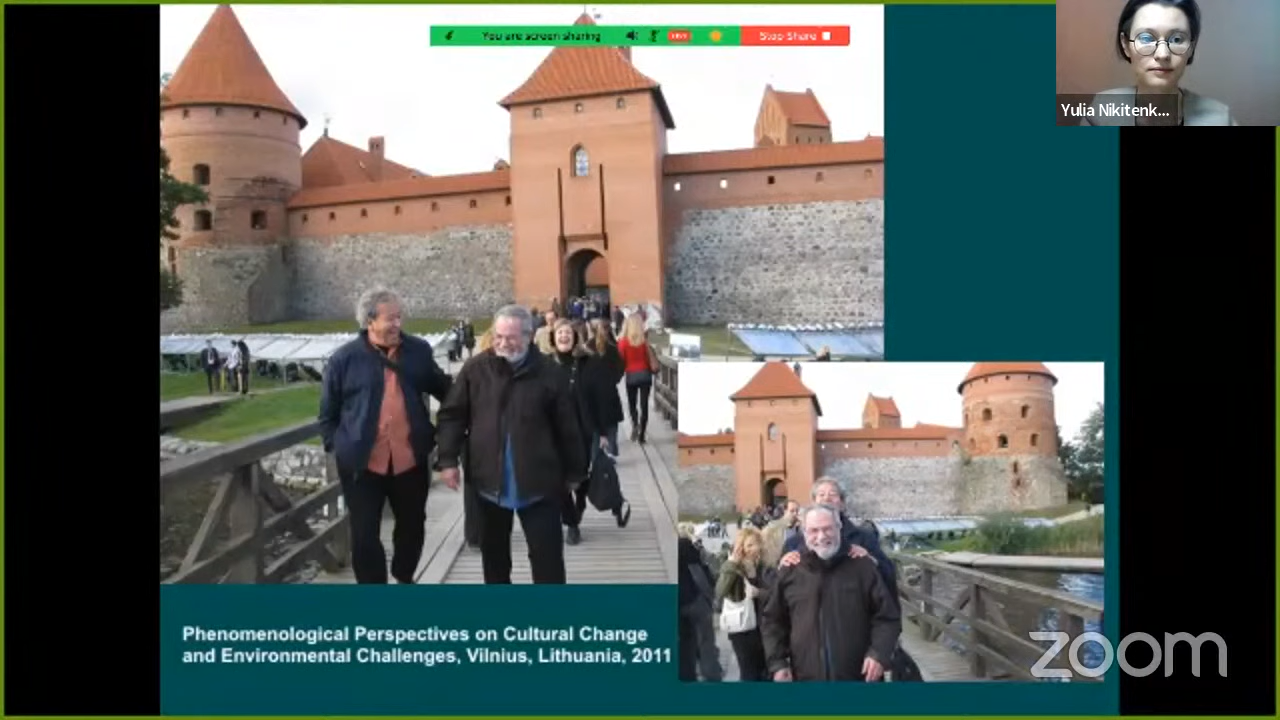 You are screen sharing
Stop Share
Yulia Nikitenk...
Phenomenological Perspectives on Cultural Change
and Environmental Challenges, Vilnius, Lithuania, 2011
zoom